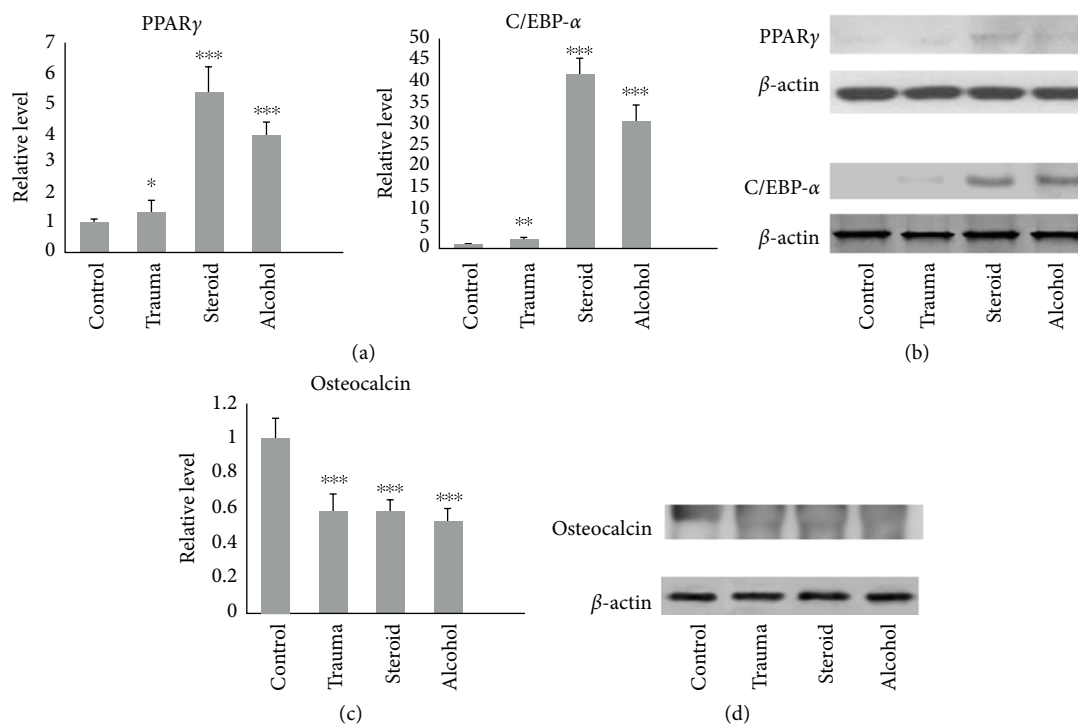 PPARγ
Relative level
7
6
5
4
3
2
1
0
***
***
*
Control
Trauma
Steroid
Alcohol
C/EBP-α
Relative level
50
45
40
35
30
25
20
15
10
5
0
***
***
**
Control
Trauma
Steroid
Alcohol
(a)
PPARγ
β-actin
C/EBP-α
β-actin
Control
Trauma
Steroid
Alcohol
(b)
Osteocalcin
Relative level
1.2
1
0.8
0.6
0.4
0.2
0
***
***
***
Control
Trauma
Steroid
Alcohol
(c)
Osteocalcin
β-actin
Control
Trauma
Steroid
Alcohol
(d)